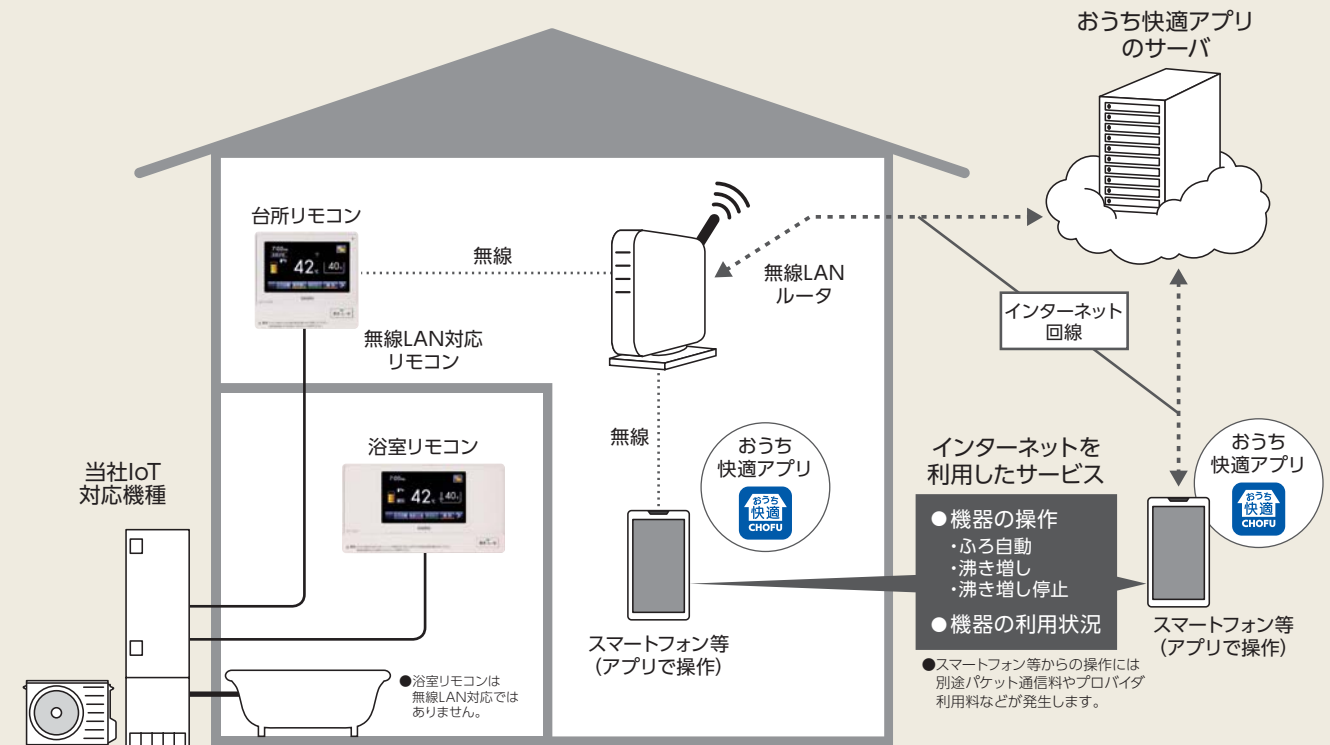 おうち快適アプリ
のサーバ
台所リモコン
7:00
42
40
無線
無線LAN
ルータ
インターネット
回線
無線LAN対応
リモコン
浴室リモコン
7:00
42
40
当社IoT
対応機種
無線
おうち
快適アプリ
おうち
快適
CHOFU
インターネットを
利用したサービス
●機器の操作
・ふろ自動
・沸き増し
・沸き増し停止
●機器の利用状況
おうち
快適アプリ
おうち
快適
CHOFU
スマートフォン等
(アプリで操作)
スマートフォン等
(アプリで操作)
●スマートフォン等からの操作には
別途パケット通信料やプロバイダ
利用料などが発生します。
●浴室リモコンは
無線LAN対応では
ありません。